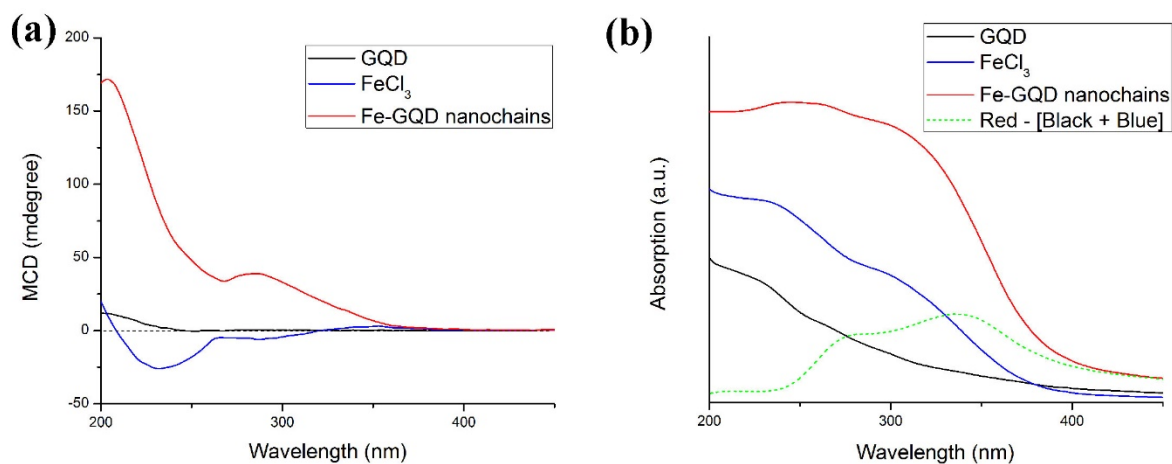 (a)
200
150
100
50
0
-50
MCD (mdegree)
GQD
FeCl3
Fe-GQD nanochains
200
300
400
Wavelength (nm)
(b)
Absorption (a.u.)
GQD
FeCl3
Fe-GQD nanochains
Red - [Black + Blue]
200
300
400
Wavelength (nm)